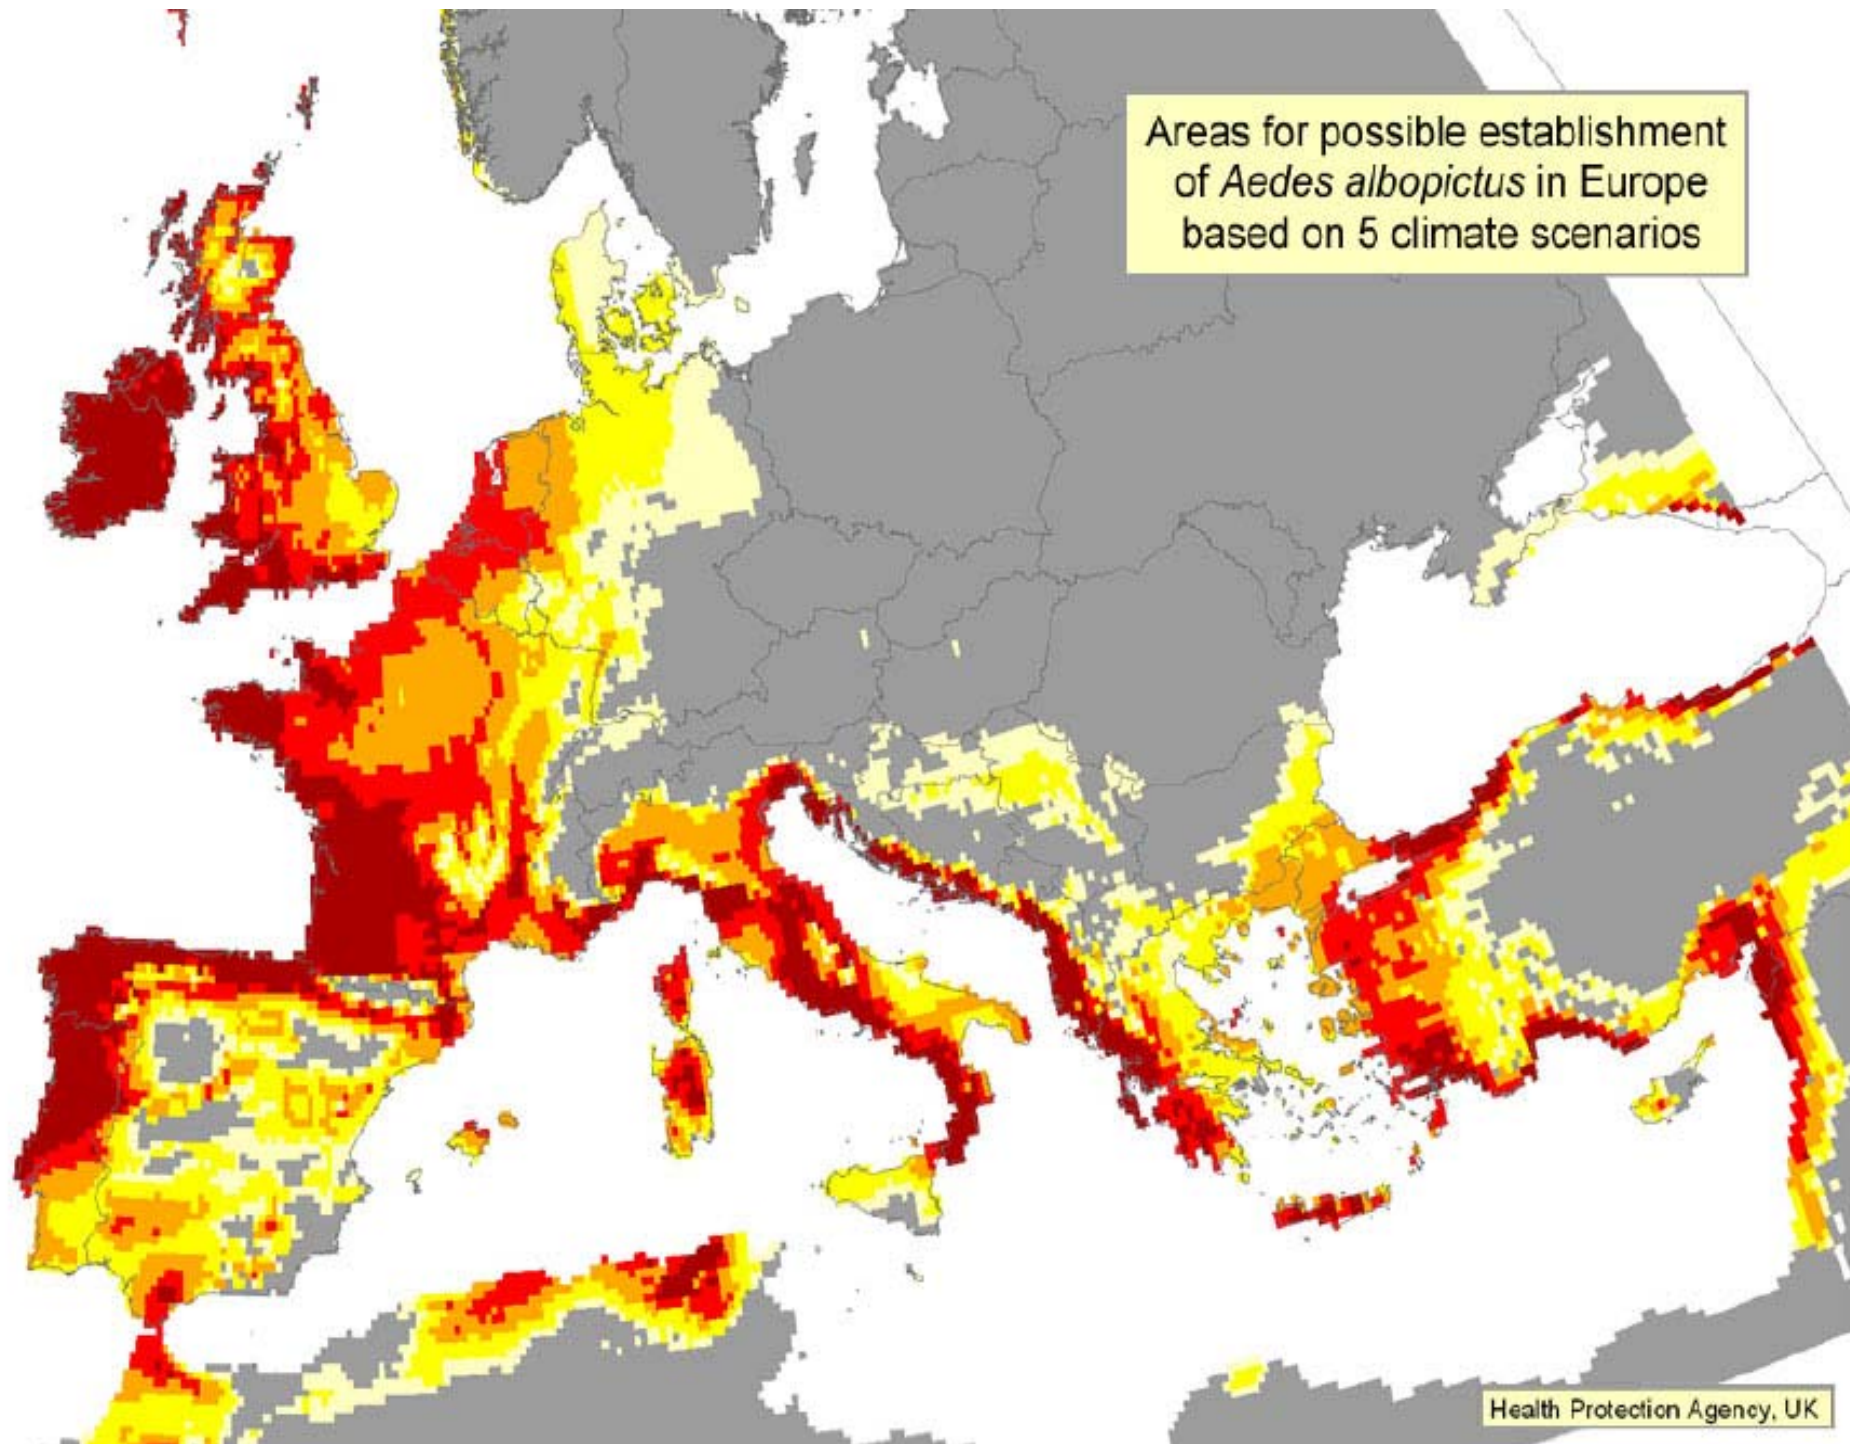 Areas for possible establishment
of Aedes albopictus in Europe
based on 5 climate scenarios
Health Protection Agency, UK